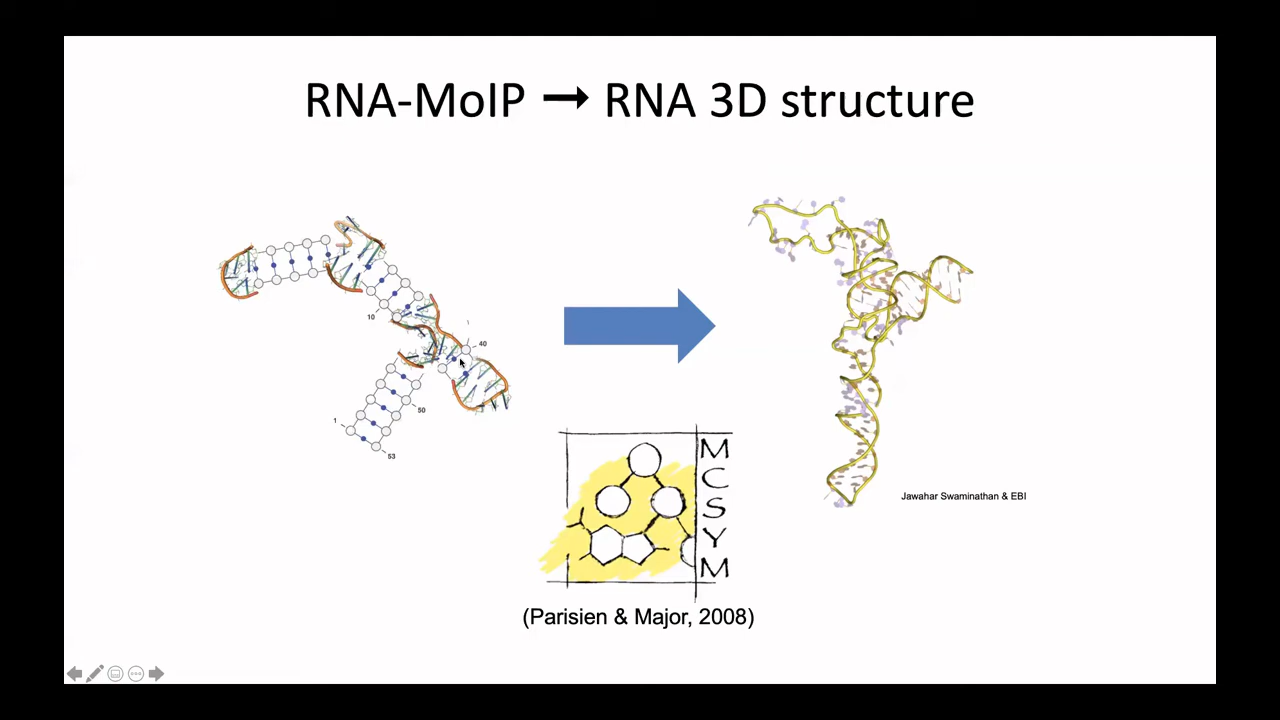 RNA-MoIP → RNA 3D structure
10
40
50
1
53
MCSYM
Jawahar Swaminathan & EBI
(Parisien & Major, 2008)